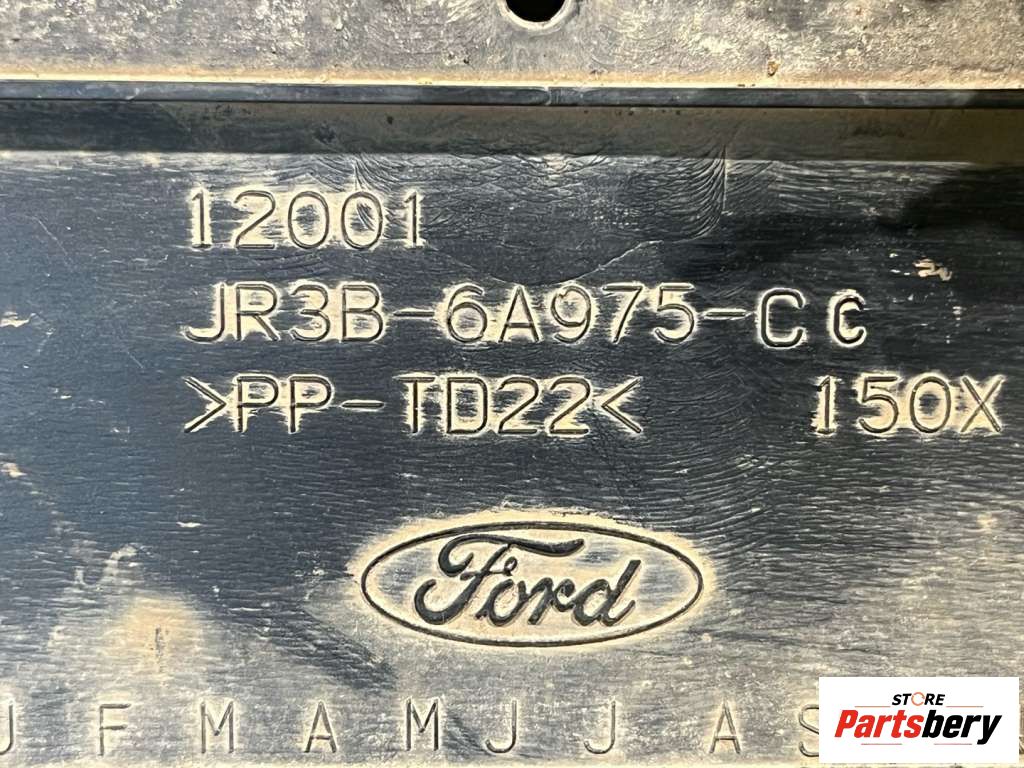 12001
JR3B-6A975-CC
>PP-TD22< 150X
Ford
J F M A M J J A S
STORE
Partsbery